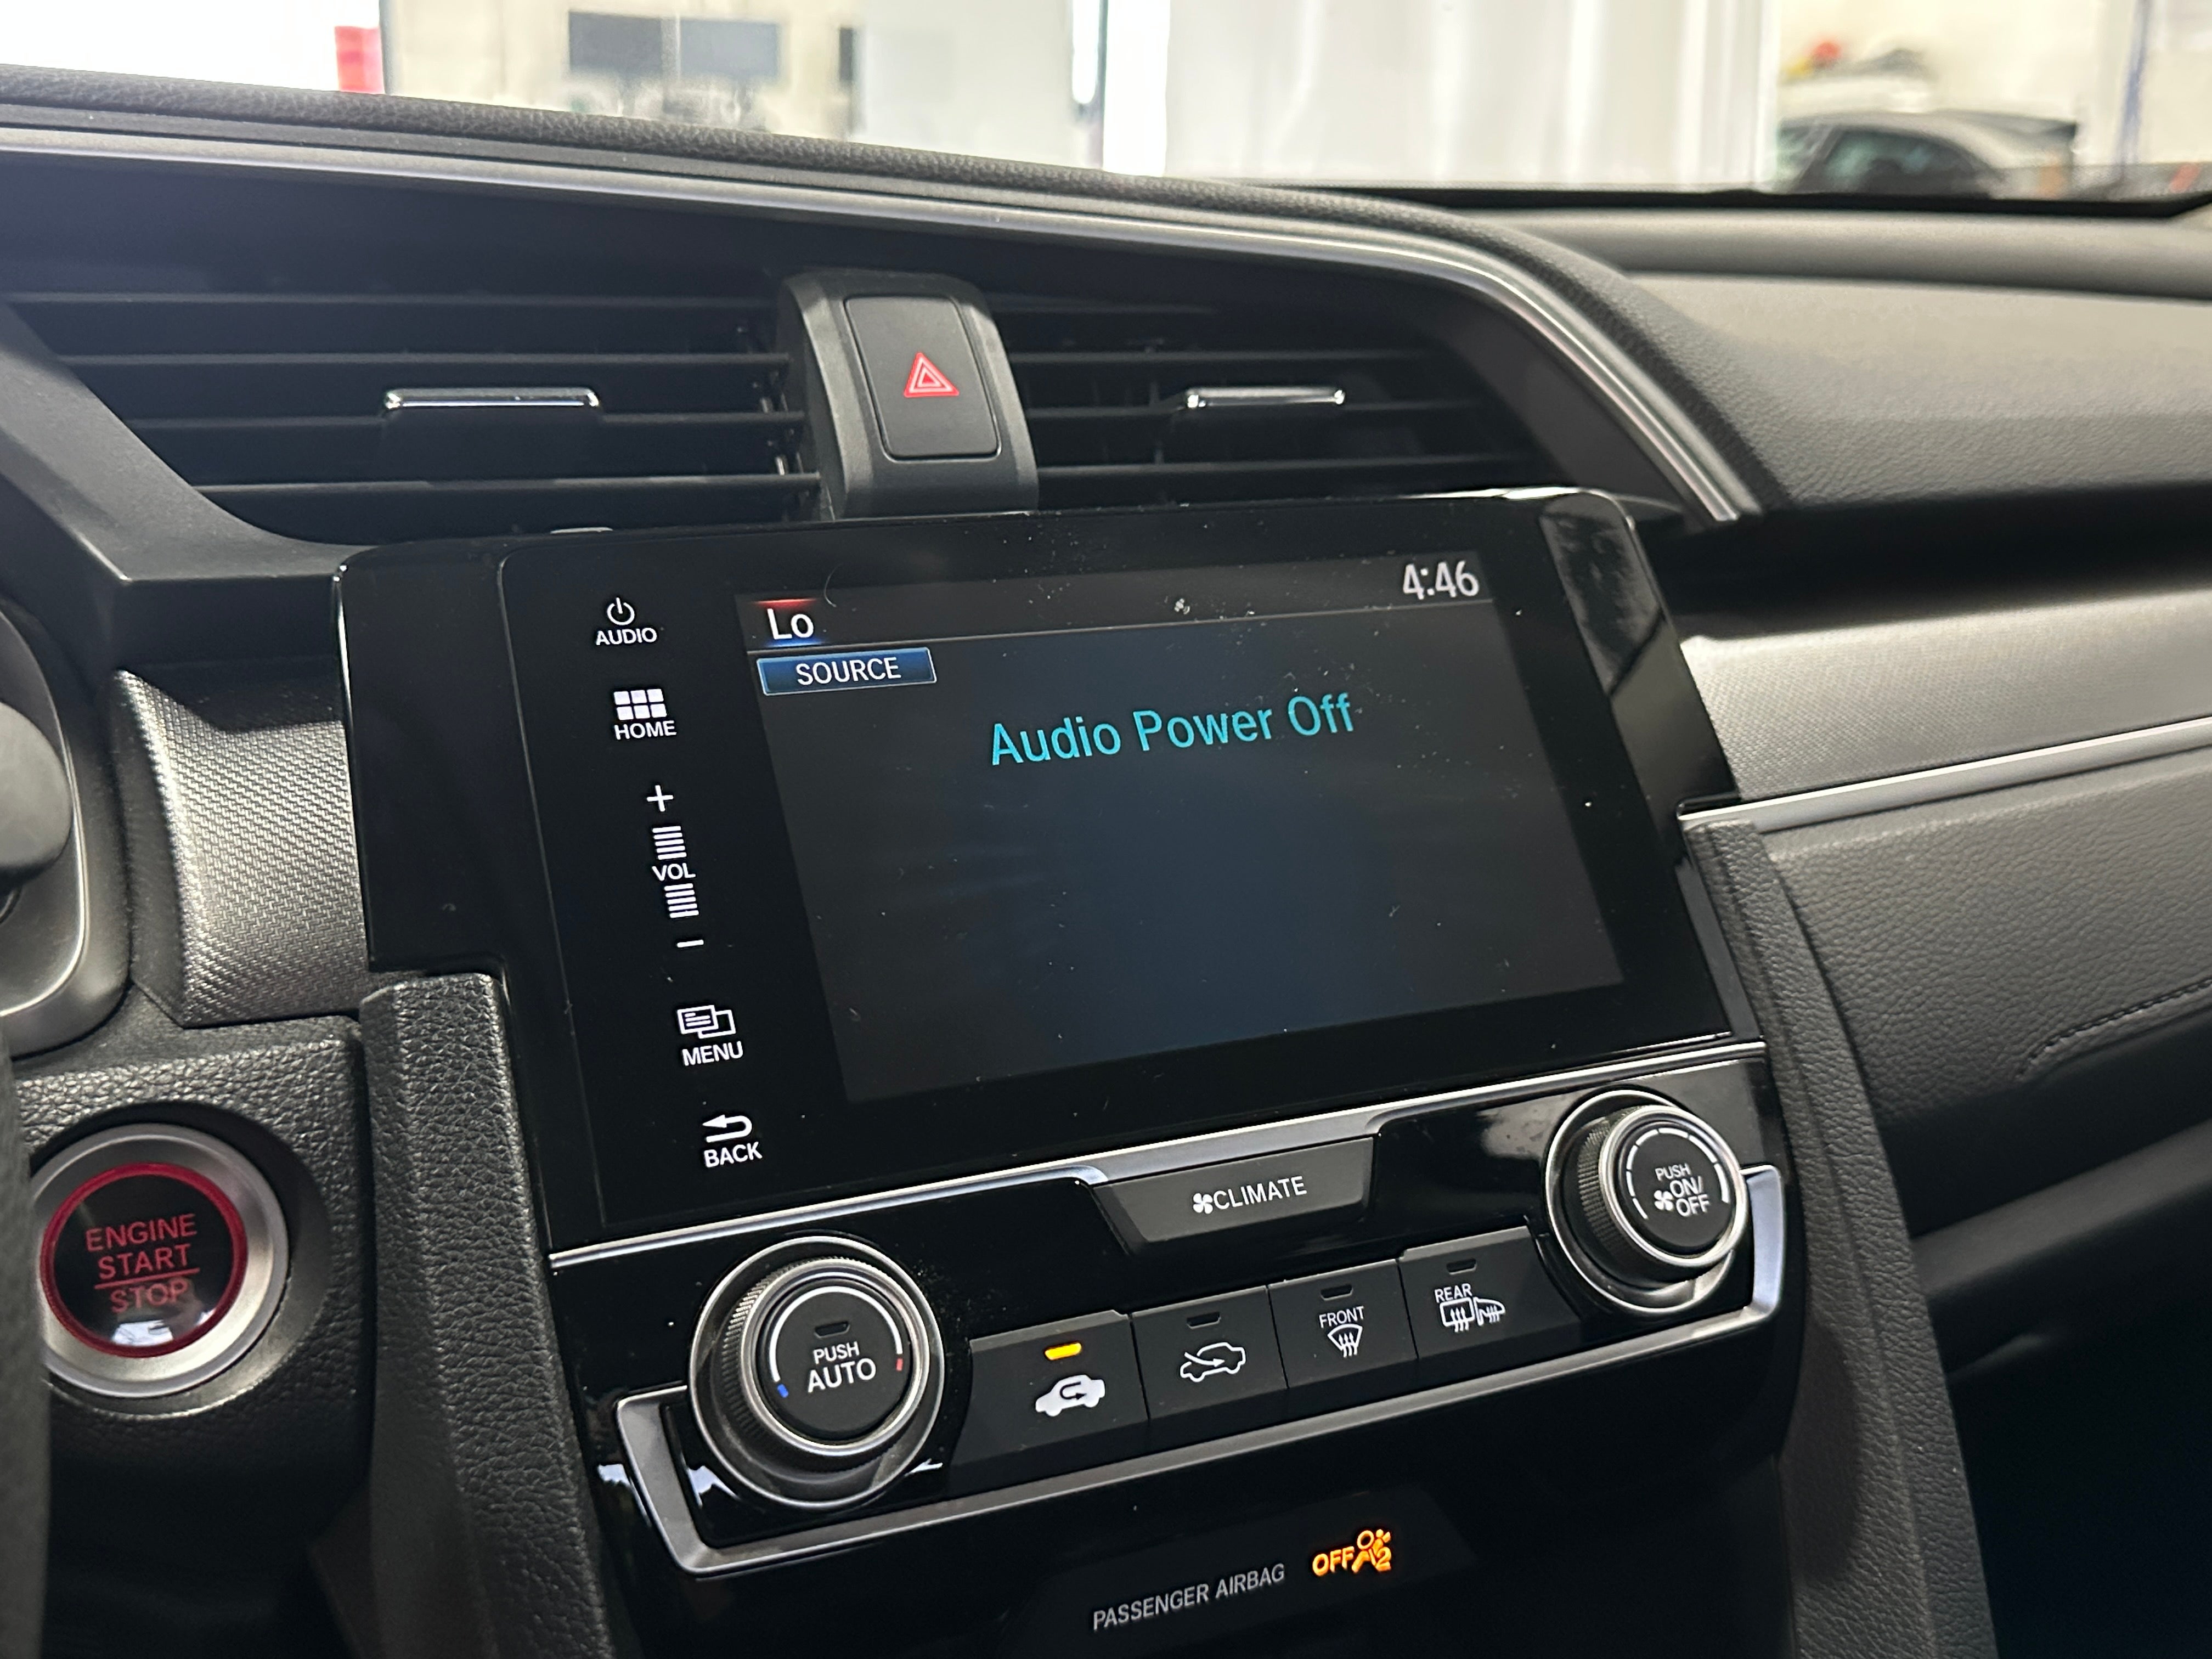 AUDIO
Lo
4:46
SOURCE
Audio Power Off
HOME
+
VOL
−
MENU
BACK
CLIMATE
ENGINE
START
STOP
PUSH
AUTO
FRONT
REAR
PUSH
ON/
OFF
PASSENGER AIRBAG OFF 2